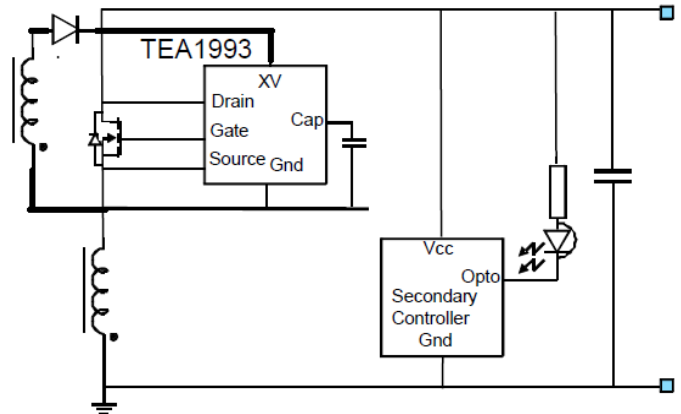 TEA1993
XV
Drain
Cap
Gate
Source
Gnd
Vcc
Opto
Secondary
Controller
Gnd